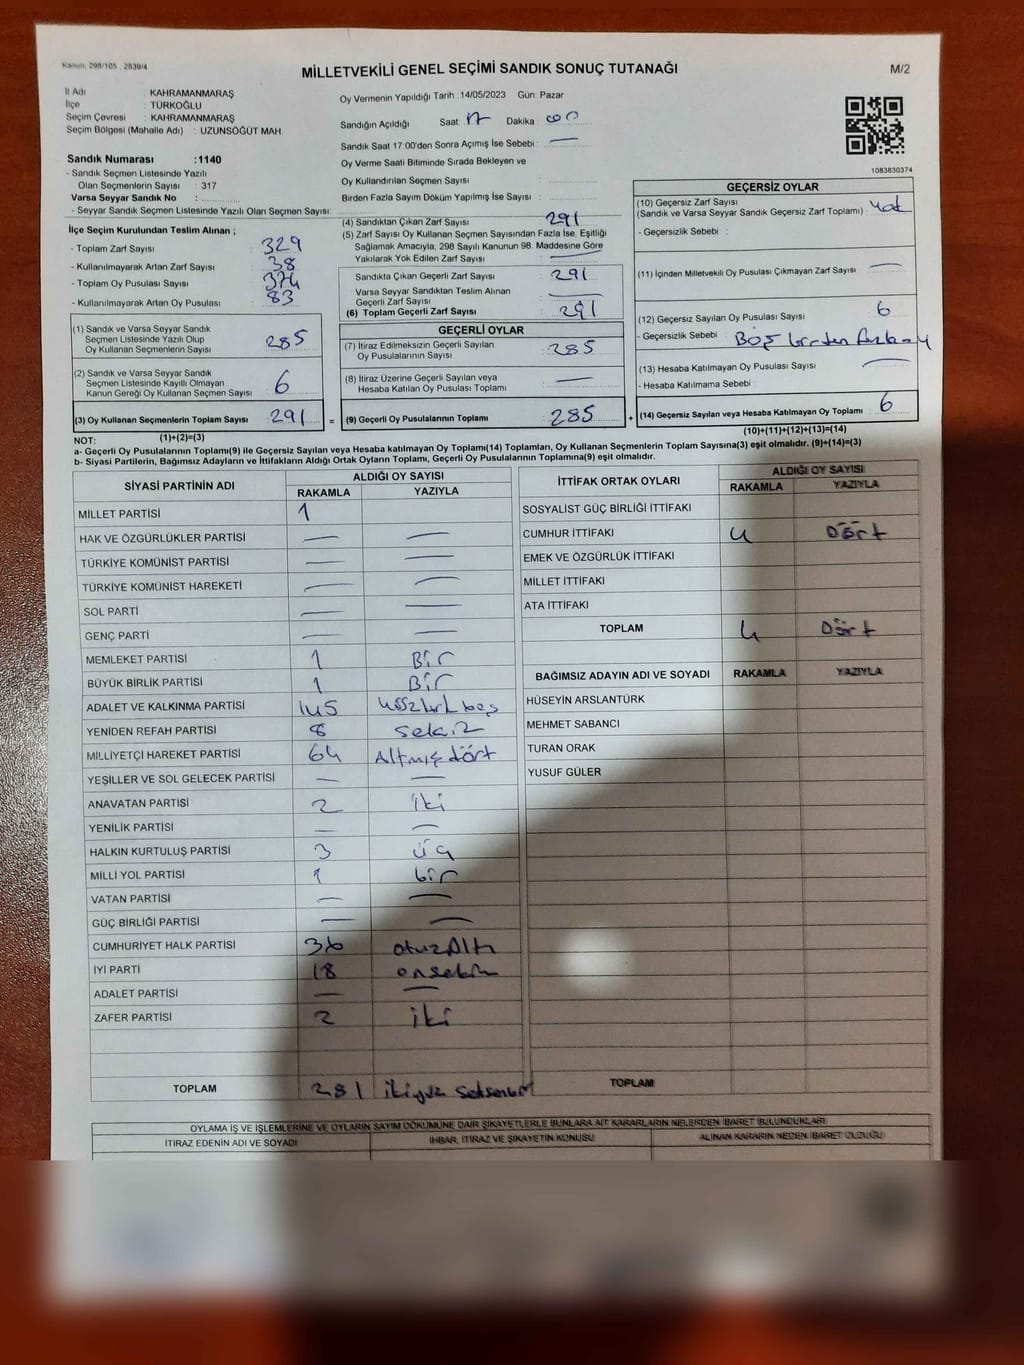 Kanun, 298/105 , 2839/4
MİLLETVEKİLİ GENEL SEÇİMİ SANDIK SONUÇ TUTANAĞI
M/2
İl Adı : KAHRAMANMARAŞ
İlçe : TÜRKOĞLU
Seçim Çevresi : KAHRAMANMARAŞ
Seçim Bölgesi (Mahalle Adı) : UZUNSÖĞÜT MAH.
Sandık Numarası :1140
- Sandık Seçmen Listesinde Yazılı
Olan Seçmenlerin Sayısı : 317
Varsa Seyyar Sandık No :
- Seyyar Sandık Seçmen Listesinde Yazılı Olan Seçmen Sayısı:
İlçe Seçim Kurulundan Teslim Alınan ;
- Toplam Zarf Sayısı : 329
- Kullanılmayarak Artan Zarf Sayısı : 38
- Toplam Oy Pusulası : 374
- Kullanılmayarak Artan Oy Pusulası : 83
Oy Vermenin Yapıldığı Tarih :14/05/2023 Gün: Pazar
Sandığın Açıldığı Saat: 17 Dakika : 00
Sandık Saat 17:00'den Sonra Açımış İse Sebebi : —
Oy Verme Saati Bitiminde Sırada Bekleyen ve
Oy Kullandırılan Seçmen Sayısı :
Birden Fazla Sayım Döküm Yapılmış İse Sayısı :
(4) Sandıktan Çıkan Zarf Sayısı : 291
(5) Zarf Sayısı Oy Kullanan Seçmen Sayısından Fazla İse, Eşitliği
Sağlamak Amacıyla, 298 Sayılı Kanunun 98. Maddesine Göre
Yakılarak Yok Edilen Zarf Sayısı : —
Sandıkta Çıkan Geçerli Zarf Sayısı : 291
Varsa Seyyar Sandıktan Teslim Alınan
Geçerli Zarf Sayısı : —
(6) Toplam Geçerli Zarf Sayısı : 291
1083830374
GEÇERSİZ OYLAR
(10) Geçersiz Zarf Sayısı : yok
(Sandık ve Varsa Seyyar Sandık Geçersiz Zarf Toplamı)
- Geçersizlik Sebebi :
(11) İçinden Milletvekili Oy Pusulası Çıkmayan Zarf Sayısı : —
(12) Geçersiz Sayılan Oy Pusulası Sayısı : 6
- Geçersizlik Sebebi : BOŞ birden fazla oy
(13) Hesaba Katılmayan Oy Pusulası Sayısı : —
- Hesaba Katılmama Sebebi
(1) Sandık ve Varsa Seyyar Sandık
Seçmen Listesinde Yazılı Olup
Oy Kullanan Seçmenlerin Sayısı : 285
(2) Sandık ve Varsa Seyyar Sandık
Seçmen Listesinde Kayıtlı Olmayan
Kanun Gereği Oy Kullanan Seçmen Sayısı : 6
GEÇERLİ OYLAR
(7) İtiraz Edilmeksizin Geçerli Sayılan
Oy Pusulalarının Sayısı : 285
(8) İtiraz Üzerine Geçerli Sayılan veya
Hesaba Katılan Oy Pusulası Toplamı : —
(3) Oy Kullanan Seçmenlerin Toplam Sayısı : 291 = (9) Geçerli Oy Pusulalarının Toplamı : 285 + (14) Geçersiz Sayılan veya Hesaba Katılmayan Oy Toplamı : 6
(1)+(2)=(3)
(10)+(11)+(12)+(13)=(14)
NOT:
a- Geçerli Oy Pusulalarının Toplamı(9) ile Geçersiz Sayılan veya Hesaba katılmayan Oy Toplamı(14) Toplamları, Oy Kullanan Seçmenlerin Toplam Sayısına(3) eşit olmalıdır. (9)+(14)=(3)
b- Siyasi Partilerin, Bağımsız Adayların ve İttifakların Aldığı Ortak Oyların Toplamı, Geçerli Oy Pusulalarının Toplamına(9) eşit olmalıdır.
SİYASİ PARTİNİN ADI ALDIĞI OY SAYISI
RAKAMLA YAZIYLA
MİLLET PARTİSİ 1
HAK VE ÖZGÜRLÜKLER PARTİSİ — —
TÜRKİYE KOMÜNİST PARTİSİ — —
TÜRKİYE KOMÜNİST HAREKETİ — —
SOL PARTİ — —
GENÇ PARTİ — —
MEMLEKET PARTİSİ 1 Bir
BÜYÜK BİRLİK PARTİSİ 1 Bir
ADALET VE KALKINMA PARTİSİ 145 yüzkırkbeş
YENİDEN REFAH PARTİSİ 8 sekiz
MİLLİYETÇİ HAREKET PARTİSİ 64 Altmışdört
YEŞİLLER VE SOL GELECEK PARTİSİ — —
ANAVATAN PARTİSİ 2 iki
YENİLİK PARTİSİ — —
HALKIN KURTULUŞ PARTİSİ 3 üç
MİLLİ YOL PARTİSİ 1 bir
VATAN PARTİSİ — —
GÜÇ BİRLİĞİ PARTİSİ — —
CUMHURİYET HALK PARTİSİ 36 otuzAltı
İYİ PARTİ 18 onsekiz
ADALET PARTİSİ — —
ZAFER PARTİSİ 2 iki
TOPLAM 281 ikiyüz seksenbir
İTTİFAK ORTAK OYLARI ALDIĞI OY SAYISI
RAKAMLA YAZIYLA
SOSYALİST GÜÇ BİRLİĞİ İTTİFAKI
CUMHUR İTTİFAKI 4 Dört
EMEK VE ÖZGÜRLÜK İTTİFAKI
MİLLET İTTİFAKI
ATA İTTİFAKI
TOPLAM 4 Dört
BAĞIMSIZ ADAYIN ADI VE SOYADI RAKAMLA YAZIYLA
HÜSEYİN ARSLANTÜRK
MEHMET SABANCI
TURAN ORAK
YUSUF GÜLER
TOPLAM
OYLAMA İŞ VE İŞLEMLERİNE VE OYLARIN SAYIM DÖKÜMÜNE DAİR ŞİKAYETLERLE BUNLARA AİT KARARLARIN NELERDEN İBARET BULUNDUKLARI
İTİRAZ EDENİN ADI VE SOYADI İHBAR, İTİRAZ VE ŞİKAYETİN KONUSU ALINAN KARARIN NEDEN İBARET OLDUĞU